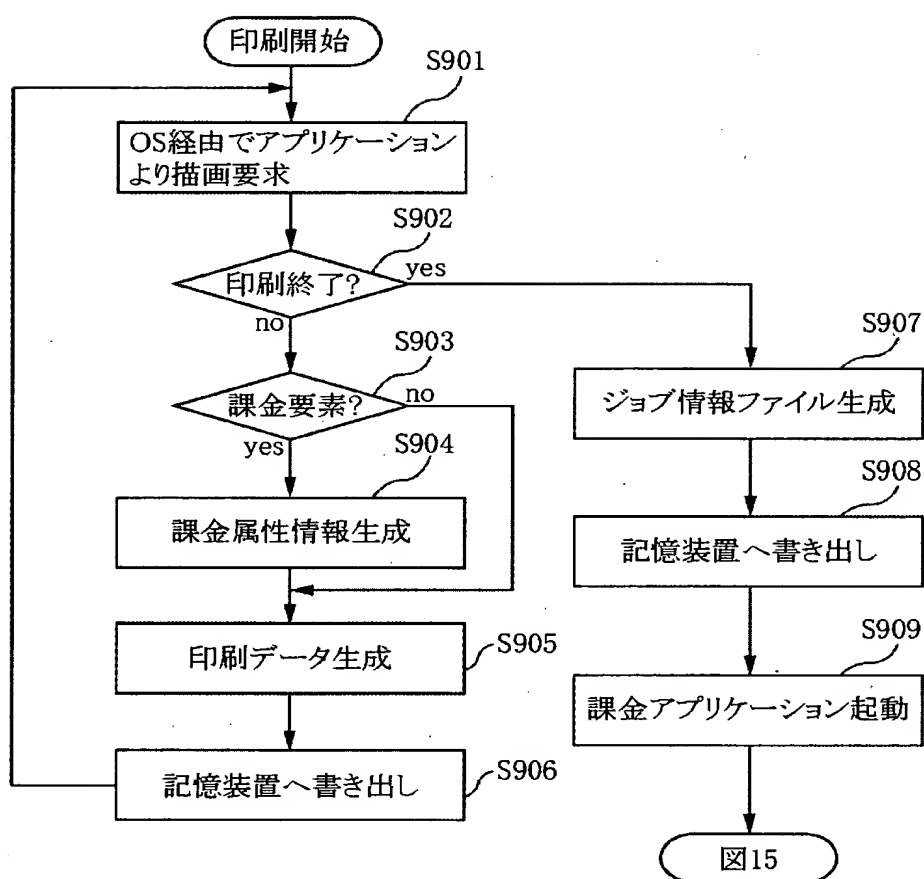 印刷開始
S901
OS経由でアプリケーション
より描画要求
S902
印刷終了?
yes
no
S903
課金要素?
no
yes
S904
課金属性情報生成
印刷データ生成
S905
記憶装置へ書き出し
S906
S907
ジョブ情報ファイル生成
S908
記憶装置へ書き出し
S909
課金アプリケーション起動
図15